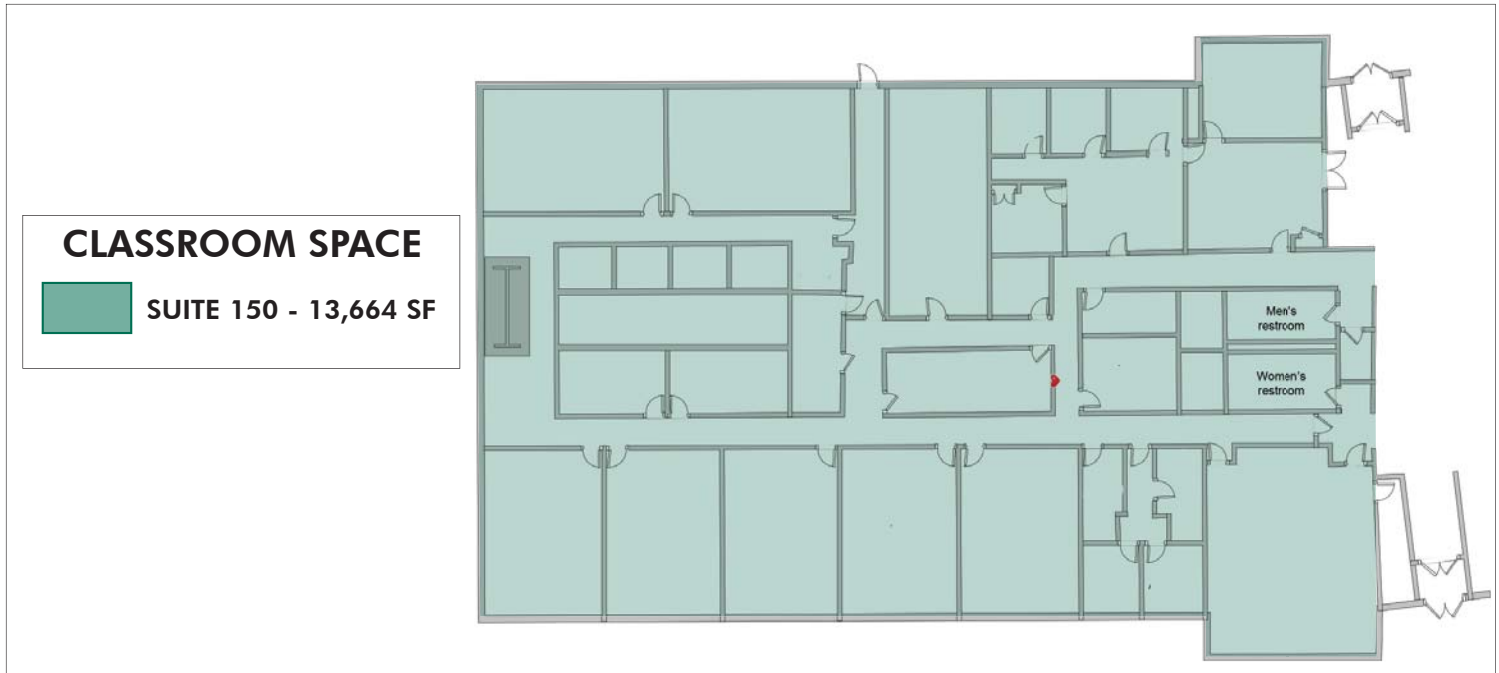 CLASSROOM SPACE
SUITE 150 - 13,664 SF
Men's
restroom
Women's
restroom